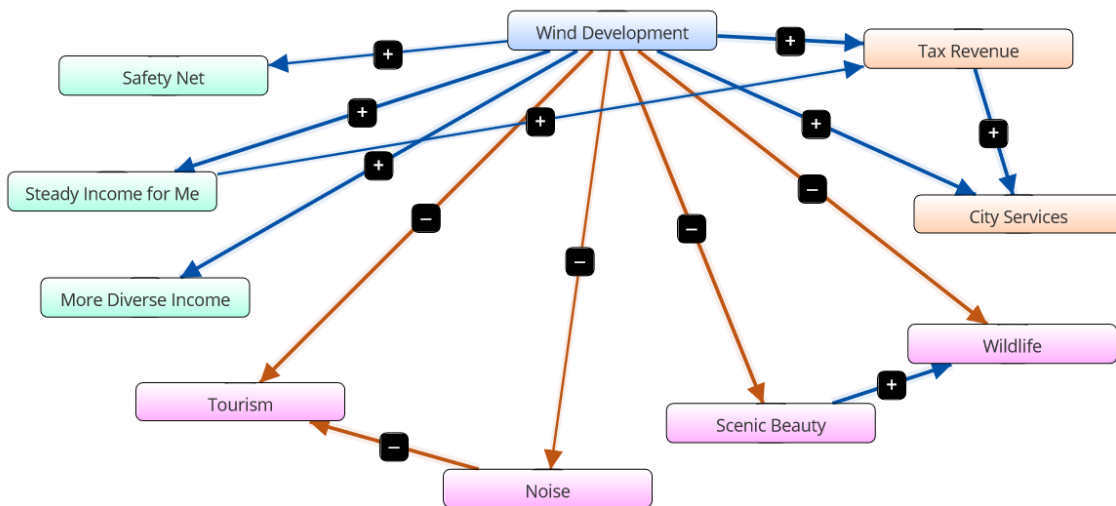 Wind Development
+
+
Tax Revenue
Safety Net
+
+
+
+
+
Steady Income for Me
–
City Services
–
–
–
More Diverse Income
Wildlife
+
Tourism
Scenic Beauty
–
Noise